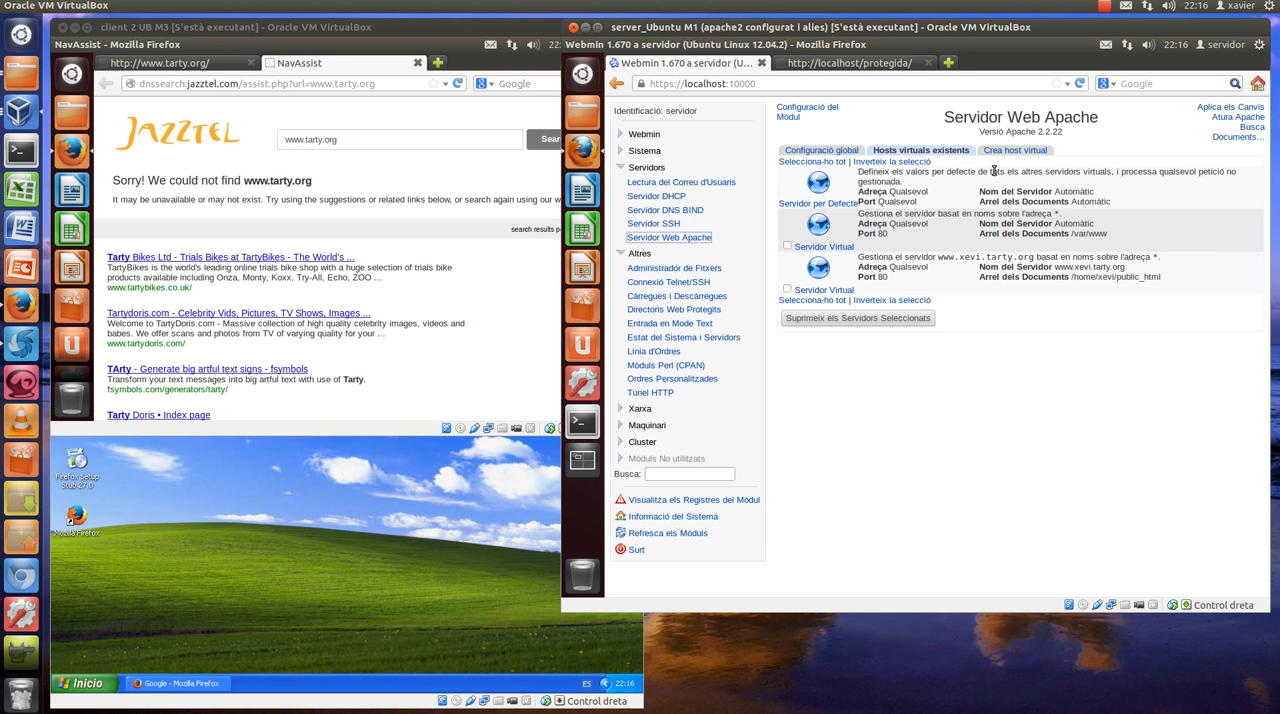 Oracle VM VirtualBox
22:16 xavier
client 2 UB M3 [S'està executant] - Oracle VM VirtualBox
NavAssist - Mozilla Firefox
22:
http://www.tarty.org/
NavAssist
dnssearch.jazztel.com/assist.php?url=www.tarty.org
Google
JAZZTEL
www.tarty.org
Sear
Sorry! We could not find www.tarty.org
It may be unavailable or may not exist. Try using the suggestions or related links below, or search again using our w
search results p
Tarty Bikes Ltd - Trials Bikes at TartyBikes - The World's ...
TartyBikes is the world's leading online trials bike shop with a huge selection of trials bike
products available including Onza, Monty, Koxx, Try-All, Echo, ZOO ...
www.tartybikes.co.uk/
Tartydoris.com - Celebrity Vids, Pictures, TV Shows, Images ...
Welcome to TartyDoris.com - Massive collection of high quality celebrity images, videos and
babes. We offer scans and photos from TV of varying quality for your ...
www.tartydoris.com/
TArty - Generate big artful text signs - fsymbols
Transform your text messages into big artful text with use of Tarty.
fsymbols.com/generators/tarty/
Tarty Doris • Index page
Firefox Setup
Stub 27.0
Mozilla Firefox
Inicio
Google - Mozilla Firefox
ES
22:16
Control dreta
server_Ubuntu M1 (apache2 configurat i alies) [S'està executant] - Oracle VM VirtualBox
Webmin 1.670 a servidor (Ubuntu Linux 12.04.2) - Mozilla Firefox
22:16 servidor
Webmin 1.670 a servidor (U...
http://localhost/protegida/
https://localhost:10000
Google
Identificació: servidor
Webmin
Sistema
Servidors
Lectura del Correu d'Usuaris
Servidor DHCP
Servidor DNS BIND
Servidor SSH
Servidor Web Apache
Altres
Administrador de Fitxers
Connexió Telnet/SSH
Càrregues i Descàrregues
Directoris Web Protegits
Entrada en Mode Text
Estat del Sistema i Servidors
Línia d'Ordres
Mòduls Perl (CPAN)
Ordres Personalitzades
Túnel HTTP
Xarxa
Maquinari
Cluster
Mòduls No utilitzats
Busca:
Visualitza els Registres del Mòdul
Informació del Sistema
Refresca els Mòduls
Surt
Configuració del
Mòdul
Servidor Web Apache
Versió Apache 2.2.22
Aplica els Canvis
Atura Apache
Busca
Documents...
Configuració global
Hosts virtuals existents
Crea host virtual
Selecciona-ho tot | Inverteix la selecció
Defineix els valors per defecte de tots els altres servidors virtuals, i processa qualsevol petició no
gestionada.
Adreça Qualsevol Nom del Servidor Automàtic
Port Qualsevol Arrel dels Documents Automàtic
Servidor per Defecte
Gestiona el servidor basat en noms sobre l'adreça *.
Adreça Qualsevol Nom del Servidor Automàtic
Port 80 Arrel dels Documents /var/www
Servidor Virtual
Gestiona el servidor www.xevi.tarty.org basat en noms sobre l'adreça *.
Adreça Qualsevol Nom del Servidor www.xevi.tarty.org
Port 80 Arrel dels Documents /home/xevi/public_html
Servidor Virtual
Selecciona-ho tot | Inverteix la selecció
Suprimeix els Servidors Seleccionats
Control dreta